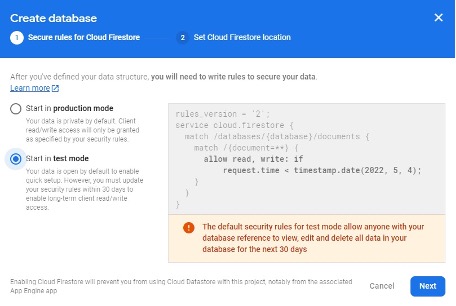 Create database
1 Secure rules for Cloud Firestore 2 Set Cloud Firestore location
After you've defined your data structure, you will need to write rules to secure your data.
Learn more
Start in production mode
Your data is private by default. Client
read/write access will only be granted
as specified by your security rules.
Start in test mode
Your data is open by default to enable
quick setup. However, you must update
your security rules within 30 days to
enable long-term client read/write
access.
rules_version = '2';
service cloud.firestore {
match /databases/{database}/documents {
match /{document=**} {
allow read, write: if
request.time < timestamp.date(2022, 5, 4);
}
}
}
The default security rules for test mode allow anyone with your
database reference to view, edit and delete all data in your
database for the next 30 days
Enabling Cloud Firestore will prevent you from using Cloud Datastore with this project, notably from the associated
App Engine app
Cancel Next